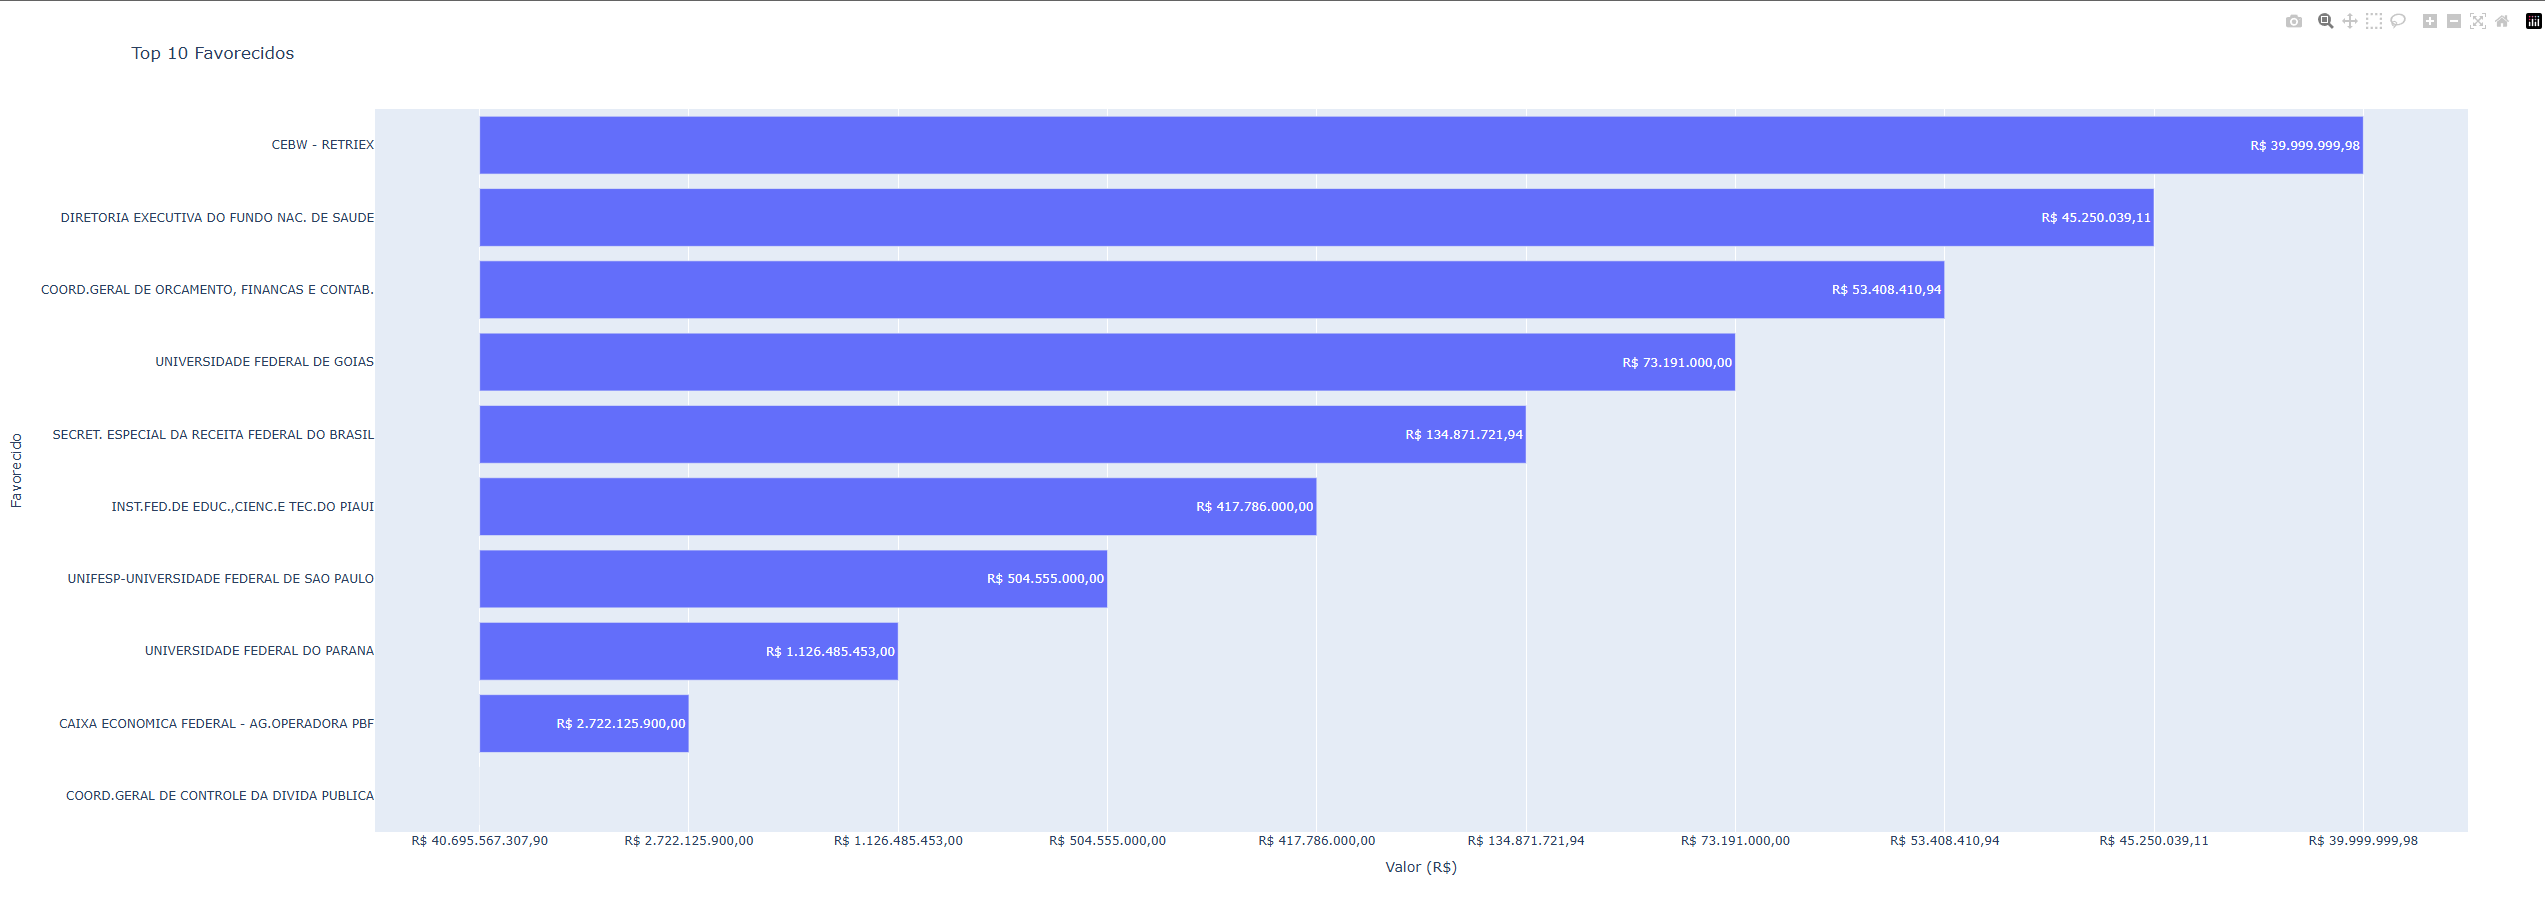 Top 10 Favorecidos
Favorecido
CEBW - RETRIEX
R$ 39.999.999,98
DIRETORIA EXECUTIVA DO FUNDO NAC. DE SAUDE
R$ 45.250.039,11
COORD.GERAL DE ORCAMENTO, FINANCAS E CONTAB.
R$ 53.408.410,94
UNIVERSIDADE FEDERAL DE GOIAS
R$ 73.191.000,00
SECRET. ESPECIAL DA RECEITA FEDERAL DO BRASIL
R$ 134.871.721,94
INST.FED.DE EDUC.,CIENC.E TEC.DO PIAUI
R$ 417.786.000,00
UNIFESP-UNIVERSIDADE FEDERAL DE SAO PAULO
R$ 504.555.000,00
UNIVERSIDADE FEDERAL DO PARANA
R$ 1.126.485.453,00
CAIXA ECONOMICA FEDERAL - AG.OPERADORA PBF
R$ 2.722.125.900,00
COORD.GERAL DE CONTROLE DA DIVIDA PUBLICA
R$ 40.695.567.307,90 R$ 2.722.125.900,00 R$ 1.126.485.453,00 R$ 504.555.000,00 R$ 417.786.000,00 R$ 134.871.721,94 R$ 73.191.000,00 R$ 53.408.410,94 R$ 45.250.039,11 R$ 39.999.999,98
Valor (R$)